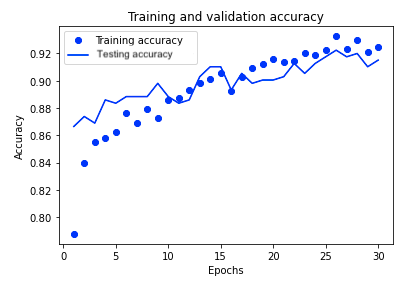 Training and validation accuracy
Training accuracy
Testing accuracy
Accuracy
0.92
0.90
0.88
0.86
0.84
0.82
0.80
0 5 10 15 20 25 30
Epochs